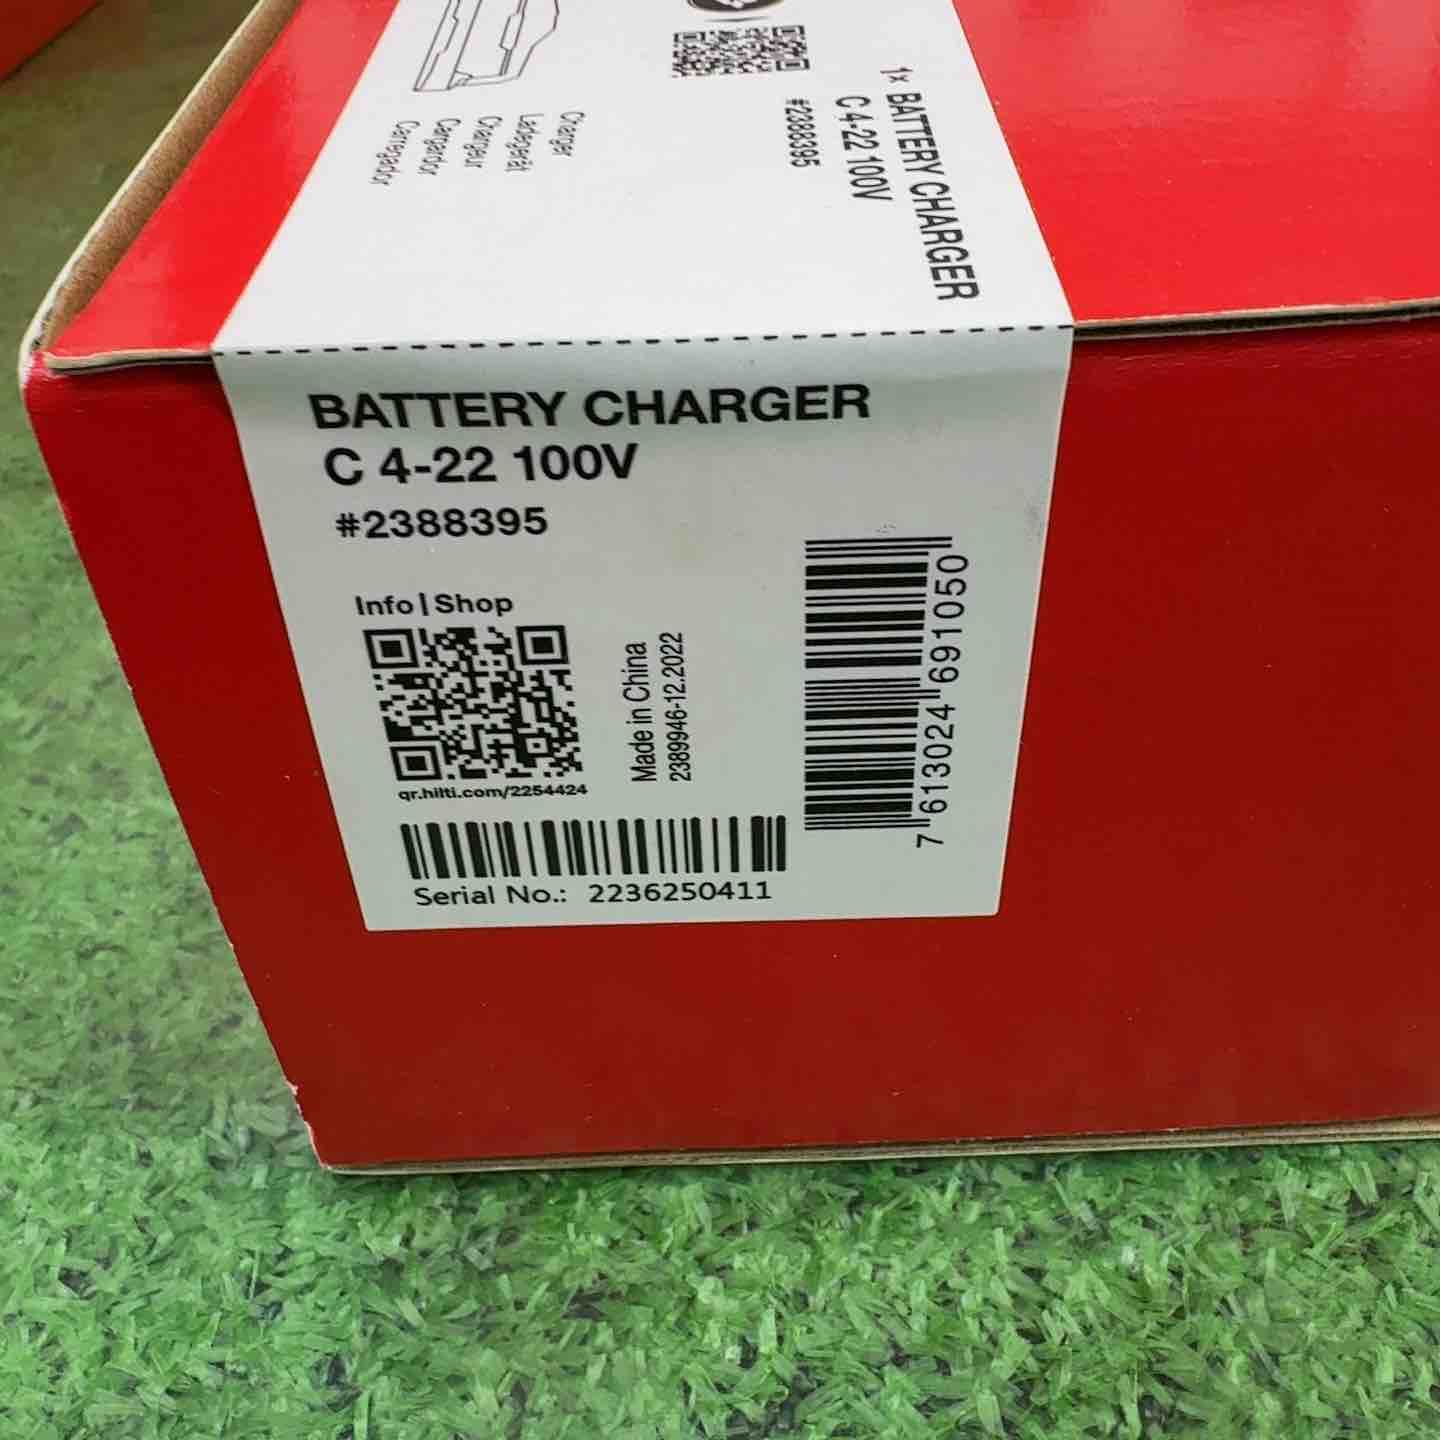 1x BATTERY CHARGER
C 4-22 100V
#2388395
Charger
Ladegerät
Chargeur
Cargador
Carregador
BATTERY CHARGER
C 4-22 100V
#2388395
Info|Shop
qr.hilti.com/2254424
Made in China
2389946-12.2022
7 613024 691050
Serial No.: 2236250411